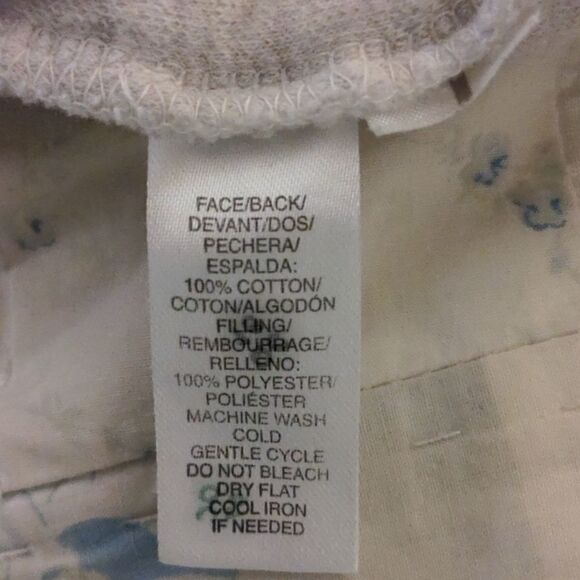 FACE/BACK/
DEVANT/DOS/
PECHERA/
ESPALDA:
100% COTTON/
COTON/ALGODÓN
FILLING/
REMBOURRAGE/
RELLENO:
100% POLYESTER/
POLIÉSTER
MACHINE WASH
COLD
GENTLE CYCLE
DO NOT BLEACH
DRY FLAT
COOL IRON
IF NEEDED